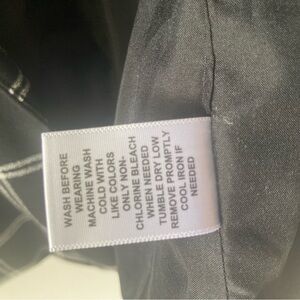 WASH BEFORE
WEARING
MACHINE WASH
COLD WITH
LIKE COLORS
ONLY NON-
CHLORINE BLEACH
WHEN NEEDED
TUMBLE DRY LOW
REMOVE PROMPTLY
COOL IRON IF
NEEDED